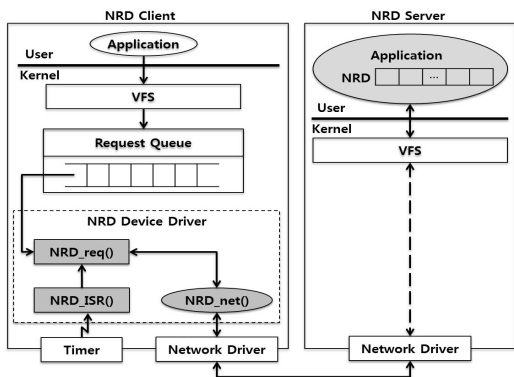 NRD Client
Application
User
Kernel
VFS
Request Queue
NRD Device Driver
NRD_req()
NRD_ISR()
NRD_net()
Timer
Network Driver
NRD Server
Application
NRD
...
User
Kernel
VFS
Network Driver